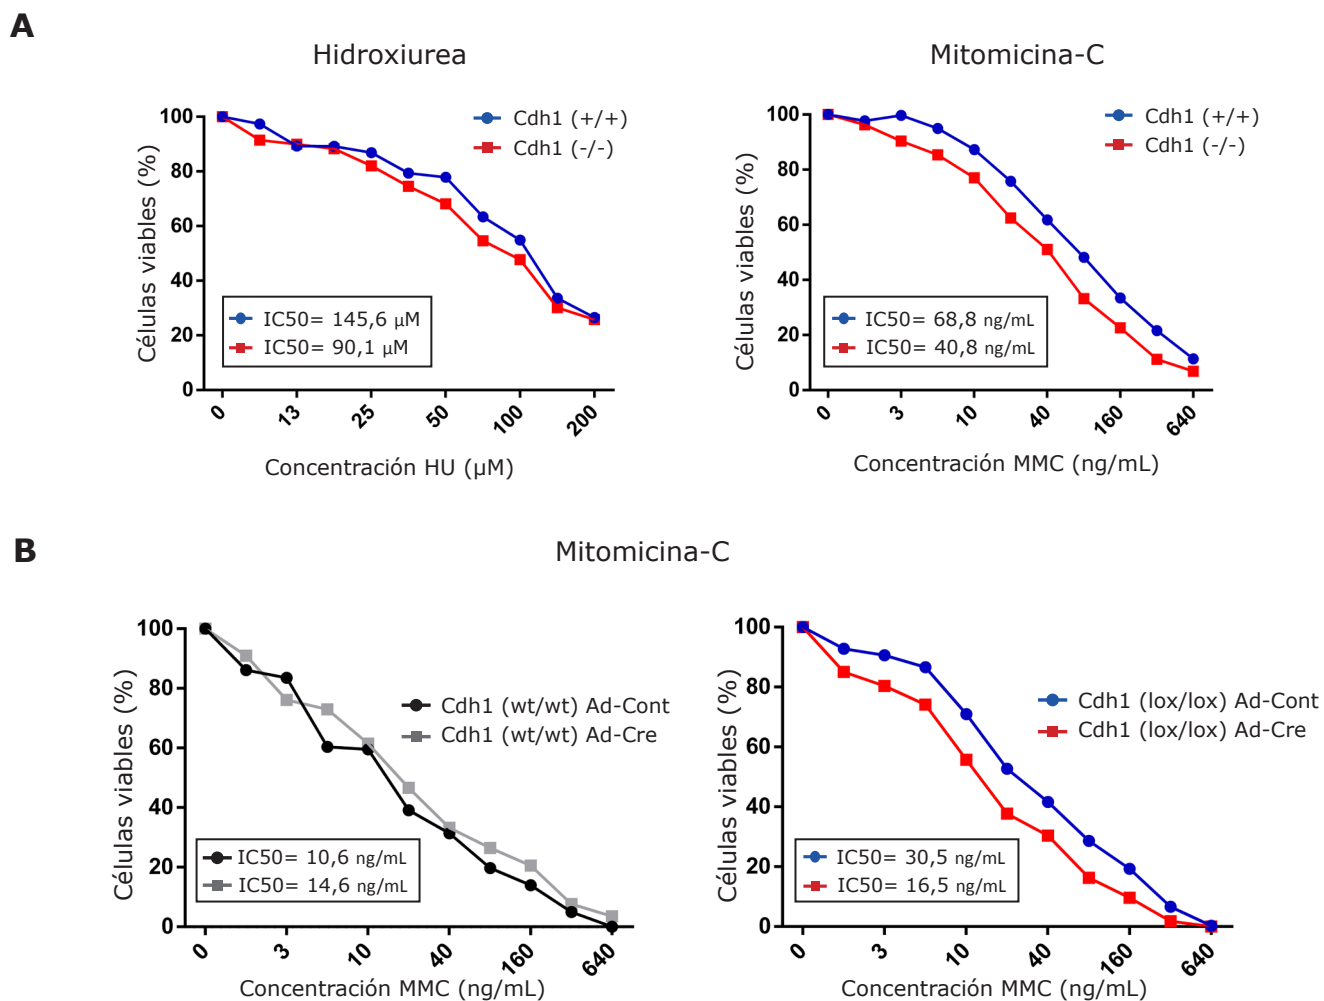 A
Hidroxiurea
Células viables (%)
100
80
60
40
20
0
Cdh1 (+/+)
Cdh1 (-/-)
IC50= 145,6 µM
IC50= 90,1 µM
0 13 25 50 100 200
Concentración HU (µM)
Mitomicina-C
Células viables (%)
100
80
60
40
20
0
Cdh1 (+/+)
Cdh1 (-/-)
IC50= 68,8 ng/mL
IC50= 40,8 ng/mL
0 3 10 40 160 640
Concentración MMC (ng/mL)
B
Mitomicina-C
Células viables (%)
100
80
60
40
20
0
Cdh1 (wt/wt) Ad-Cont
Cdh1 (wt/wt) Ad-Cre
IC50= 10,6 ng/mL
IC50= 14,6 ng/mL
0 3 10 40 160 640
Concentración MMC (ng/mL)
Células viables (%)
100
80
60
40
20
0
Cdh1 (lox/lox) Ad-Cont
Cdh1 (lox/lox) Ad-Cre
IC50= 30,5 ng/mL
IC50= 16,5 ng/mL
0 3 10 40 160 640
Concentración MMC (ng/mL)